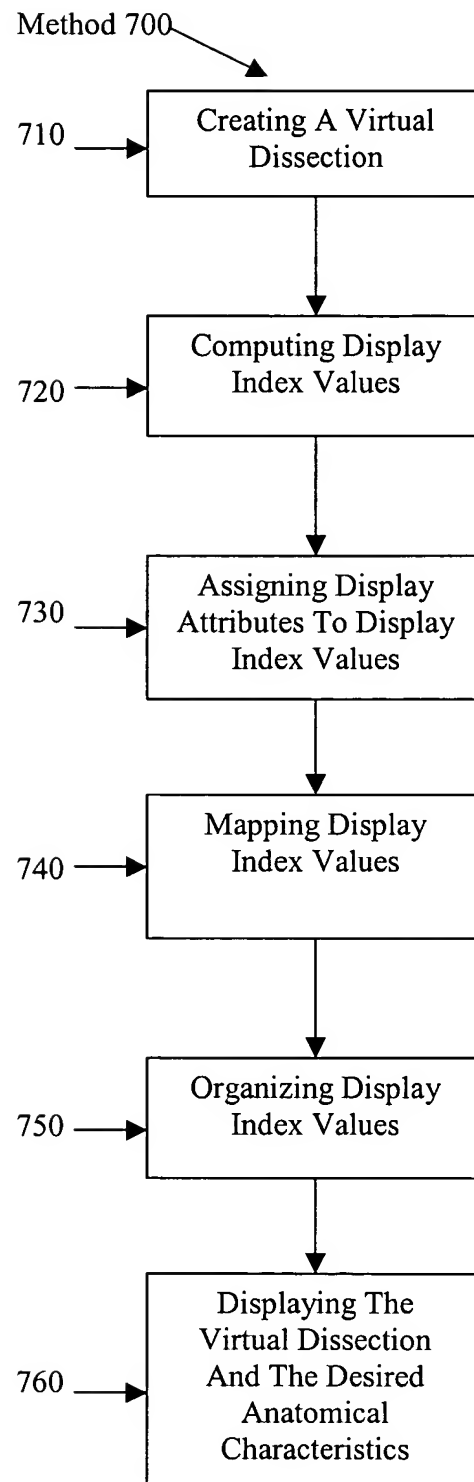 Method 700
710
Creating A Virtual
Dissection
720
Computing Display
Index Values
730
Assigning Display
Attributes To Display
Index Values
740
Mapping Display
Index Values
750
Organizing Display
Index Values
760
Displaying The
Virtual Dissection
And The Desired
Anatomical
Characteristics